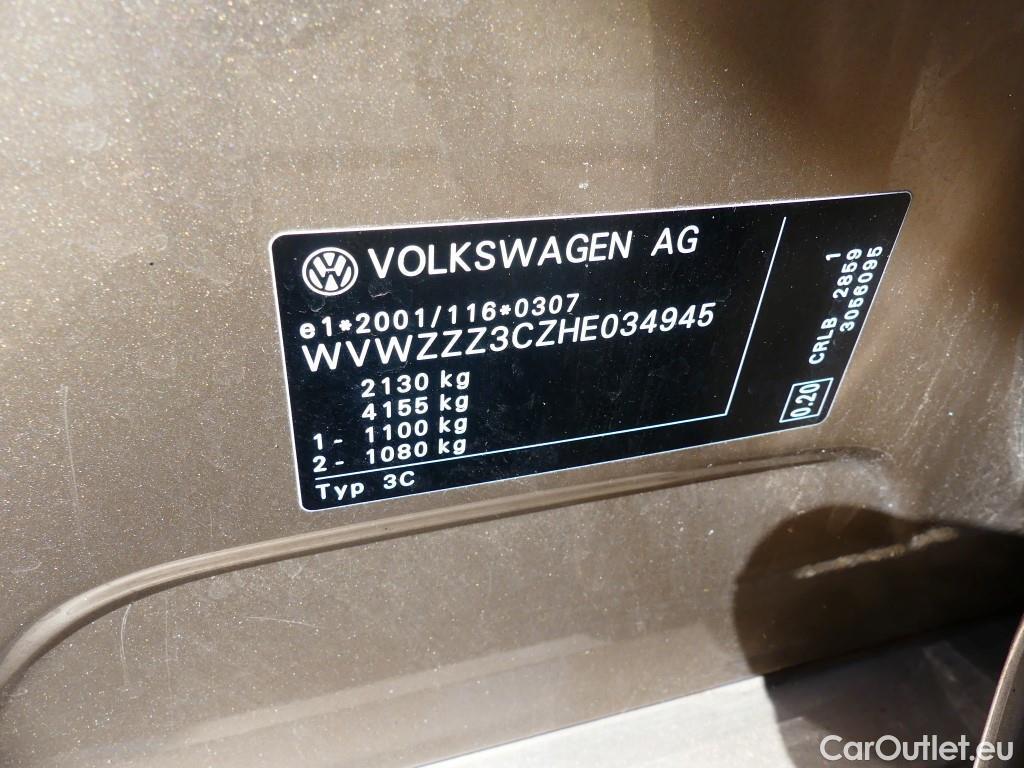 VOLKSWAGEN AG
e1*2001/116*0307
WVWZZZ3CZHE034945
2130 kg
4155 kg
1 - 1100 kg
2 - 1080 kg
Typ 3C
1
CRLB 2859
3056095
0.20
CarOutlet.eu